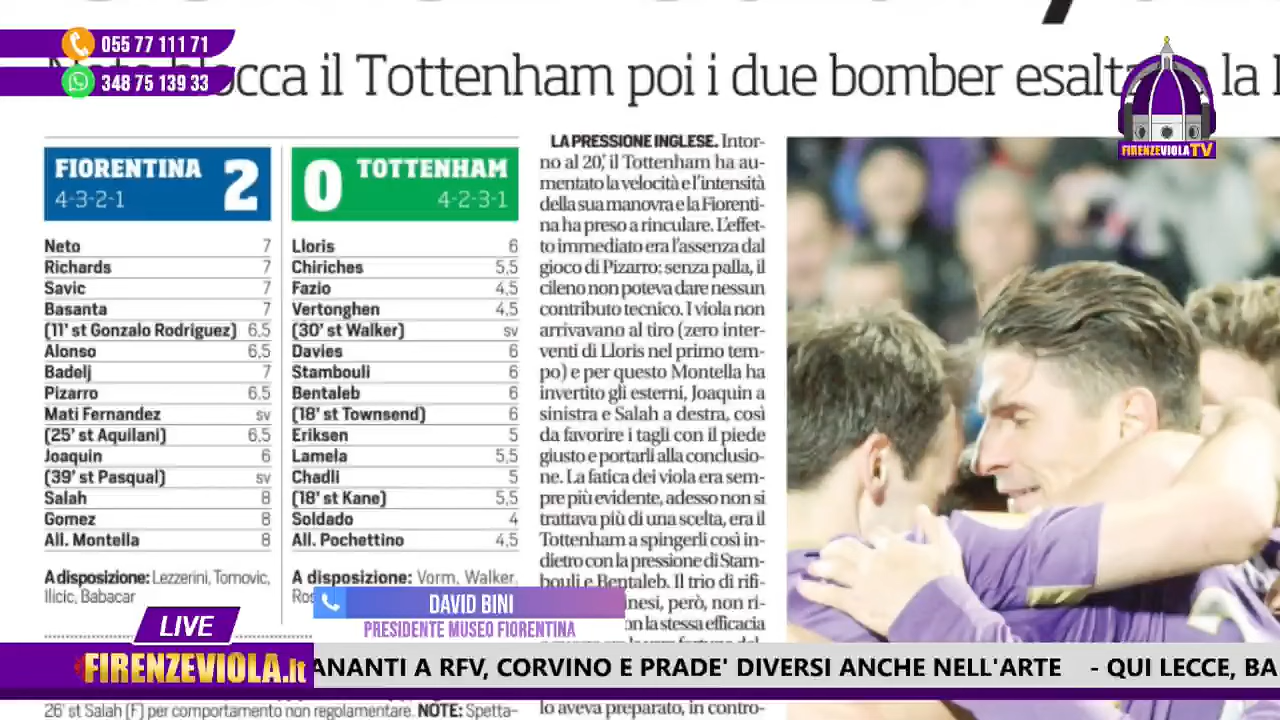 055 77 111 71
348 75 139 33
occa il Tottenham poi i due bomber esalta la
FIRENZEVIOLA TV
FIORENTINA 2
4-3-2-1
0 TOTTENHAM
4-2-3-1
Neto 7
Richards 7
Savic 7
Basanta 7
(11' st Gonzalo Rodriguez) 6,5
Alonso 6,5
Badelj 7
Pizarro 6,5
Mati Fernandez sv
(25' st Aquilani) 6,5
Joaquin 6
(39' st Pasqual) sv
Salah 8
Gomez 8
All. Montella 8
A disposizione: Lezzerini, Tomovic,
Ilicic, Babacar
Lloris 6
Chiriches 5,5
Fazio 4,5
Vertonghen 4,5
(30' st Walker) sv
Davies 6
Stambouli 6
Bentaleb 6
(18' st Townsend) 6
Eriksen 5
Lamela 5,5
Chadli 5
(18' st Kane) 5,5
Soldado 4
All. Pochettino 4,5
A disposizione: Vorm, Walker,
Ros
LA PRESSIONE INGLESE. Intor-
no al 20', il Tottenham ha au-
mentato la velocità e l'intensità
della sua manovra e la Fiorenti-
na ha preso a rinculare. L'effet-
to immediato era l'assenza dal
gioco di Pizarro: senza palla, il
cileno non poteva dare nessun
contributo tecnico. I viola non
arrivavano al tiro (zero inter-
venti di Lloris nel primo tem-
po) e per questo Montella ha
invertito gli esterni, Joaquin a
sinistra e Salah a destra, così
da favorire i tagli con il piede
giusto e portarli alla conclusio-
ne. La fatica dei viola era sem-
pre più evidente, adesso non si
trattava più di una scelta, era il
Tottenham a spingerli così in-
dietro con la pressione di Stam-
bouli e Bentaleb. Il trio di rifi-
nesi, però, non ri-
on la stessa efficacia
DAVID BINI
PRESIDENTE MUSEO FIORENTINA
LIVE
FIRENZEVIOLA.it
ANANTI A RFV, CORVINO E PRADE' DIVERSI ANCHE NELL'ARTE - QUI LECCE, BA
26' st Salah (F) per comportamento non regolamentare. NOTE: Spetta-
lo aveva preparato, in contro-